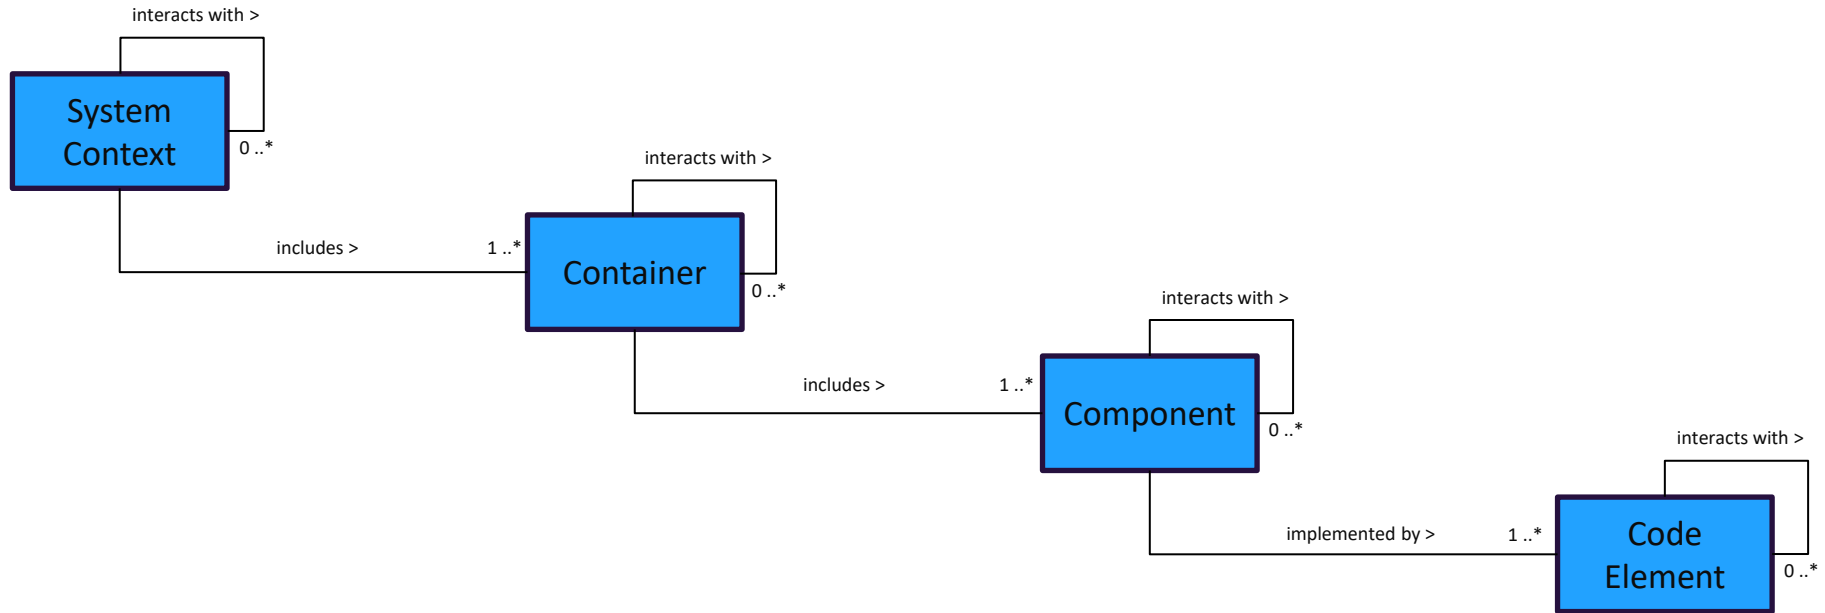 interacts with >
System
Context
0 ..*
interacts with >
includes >
1 ..*
Container
0 ..*
interacts with >
includes >
1 ..*
Component
0 ..*
interacts with >
implemented by >
1 ..*
Code
Element
0 ..*